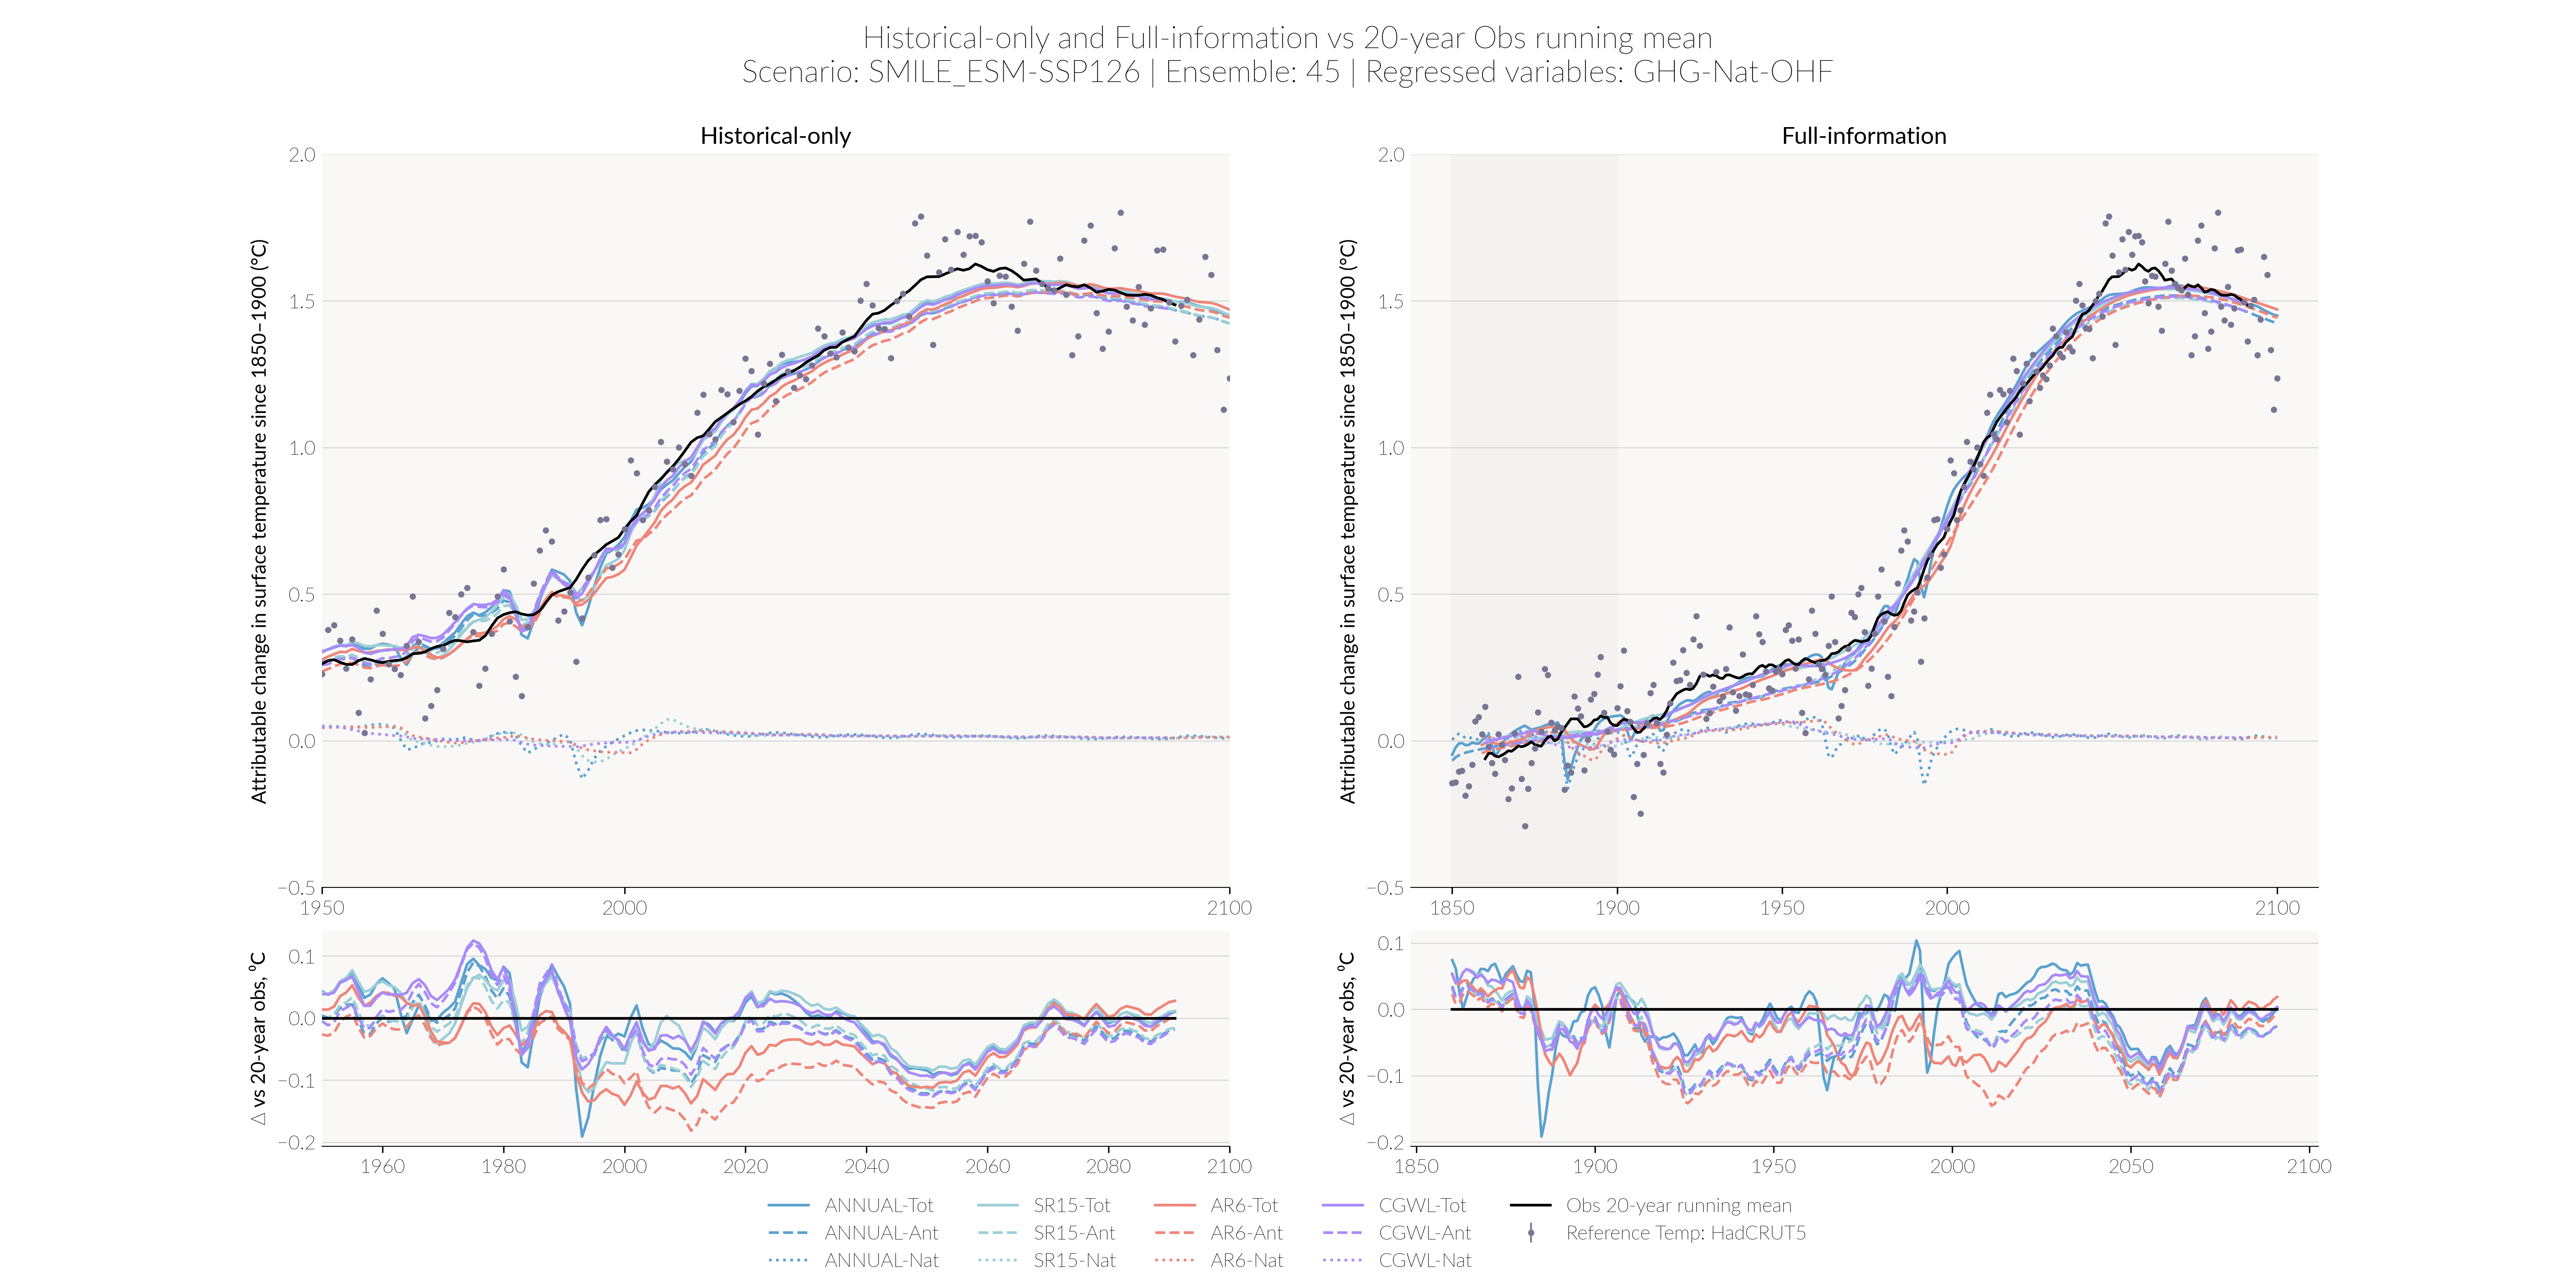 Historical-only and Full-information vs 20-year Obs running mean
Scenario: SMILE_ESM-SSP126 | Ensemble: 45 | Regressed variables: GHG-Nat-OHF
Historical-only
Attributable change in surface temperature since 1850–1900 (°C)
2.0
1.5
1.0
0.5
0.0
−0.5
1950
2000
2100
Full-information
Attributable change in surface temperature since 1850–1900 (°C)
2.0
1.5
1.0
0.5
0.0
−0.5
1850
1900
1950
2000
2100
△ vs 20-year obs, ⁰C
0.1
0.0
−0.1
−0.2
1960
1980
2000
2020
2040
2060
2080
2100
△ vs 20-year obs, ⁰C
0.1
0.0
−0.1
−0.2
1850
1900
1950
2000
2050
2100
ANNUAL-Tot
ANNUAL-Ant
ANNUAL-Nat
SR15-Tot
SR15-Ant
SR15-Nat
AR6-Tot
AR6-Ant
AR6-Nat
CGWL-Tot
CGWL-Ant
CGWL-Nat
Obs 20-year running mean
Reference Temp: HadCRUT5